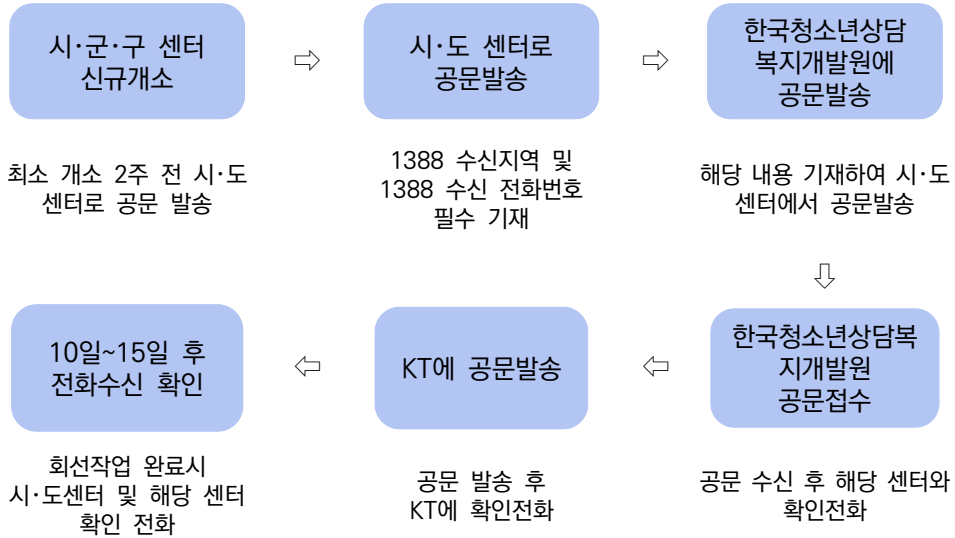 시·군·구 센터
신규개소
⇨
시·도 센터로
공문발송
⇨
한국청소년상담
복지개발원에
공문발송
최소 개소 2주 전 시·도
센터로 공문 발송
1388 수신지역 및
1388 수신 전화번호
필수 기재
해당 내용 기재하여 시·도
센터에서 공문발송
⇩
한국청소년상담복
지개발원
공문접수
⇦
KT에 공문발송
⇦
10일~15일 후
전화수신 확인
공문 수신 후 해당 센터와
확인전화
공문 발송 후
KT에 확인전화
회선작업 완료시
시·도센터 및 해당 센터
확인 전화